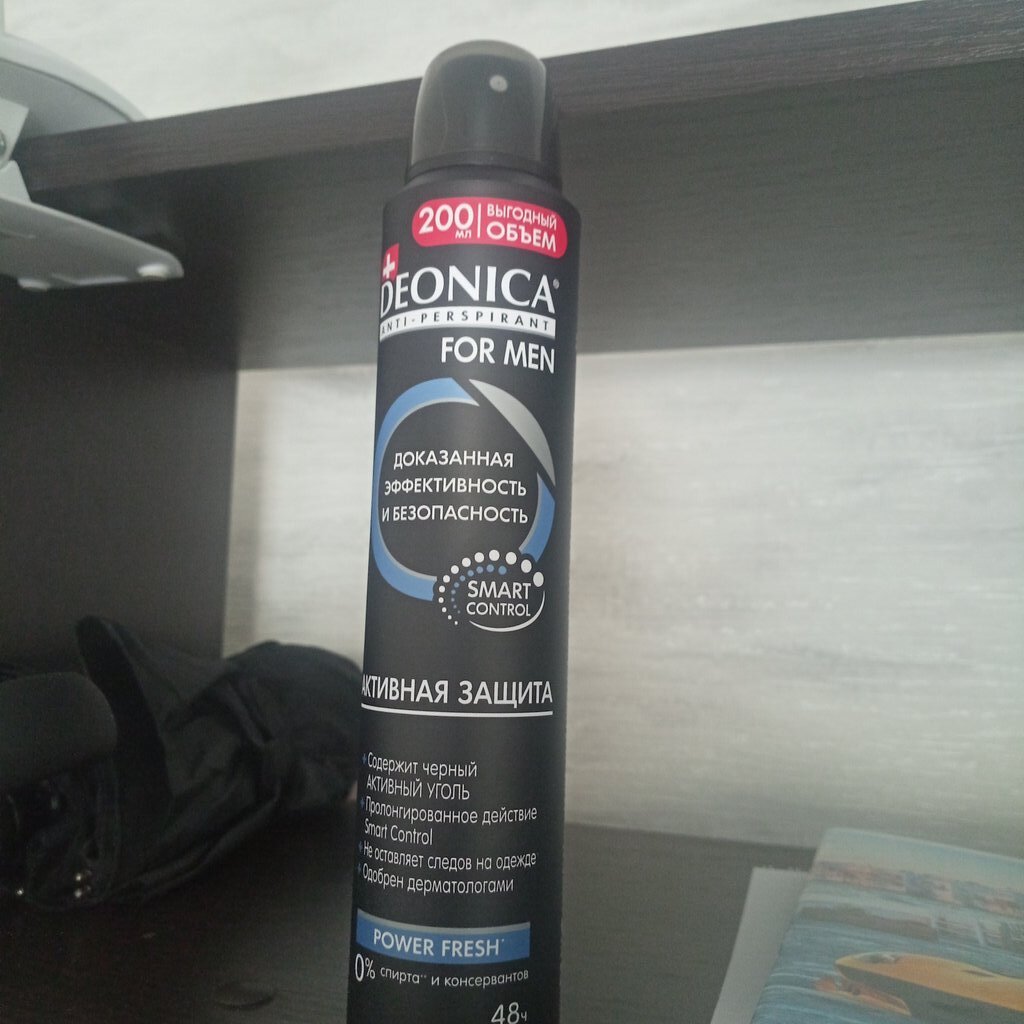 200 мл ВЫГОДНЫЙ ОБЪЕМ
DEONICA®
ANTI-PERSPIRANT
FOR MEN
ДОКАЗАННАЯ
ЭФФЕКТИВНОСТЬ
И БЕЗОПАСНОСТЬ
SMART
CONTROL
АКТИВНАЯ ЗАЩИТА
Содержит черный
АКТИВНЫЙ УГОЛЬ
Пролонгированное действие
Smart Control
Не оставляет следов на одежде
Одобрен дерматологами
POWER FRESH*
0% спирта** и консервантов
48ч